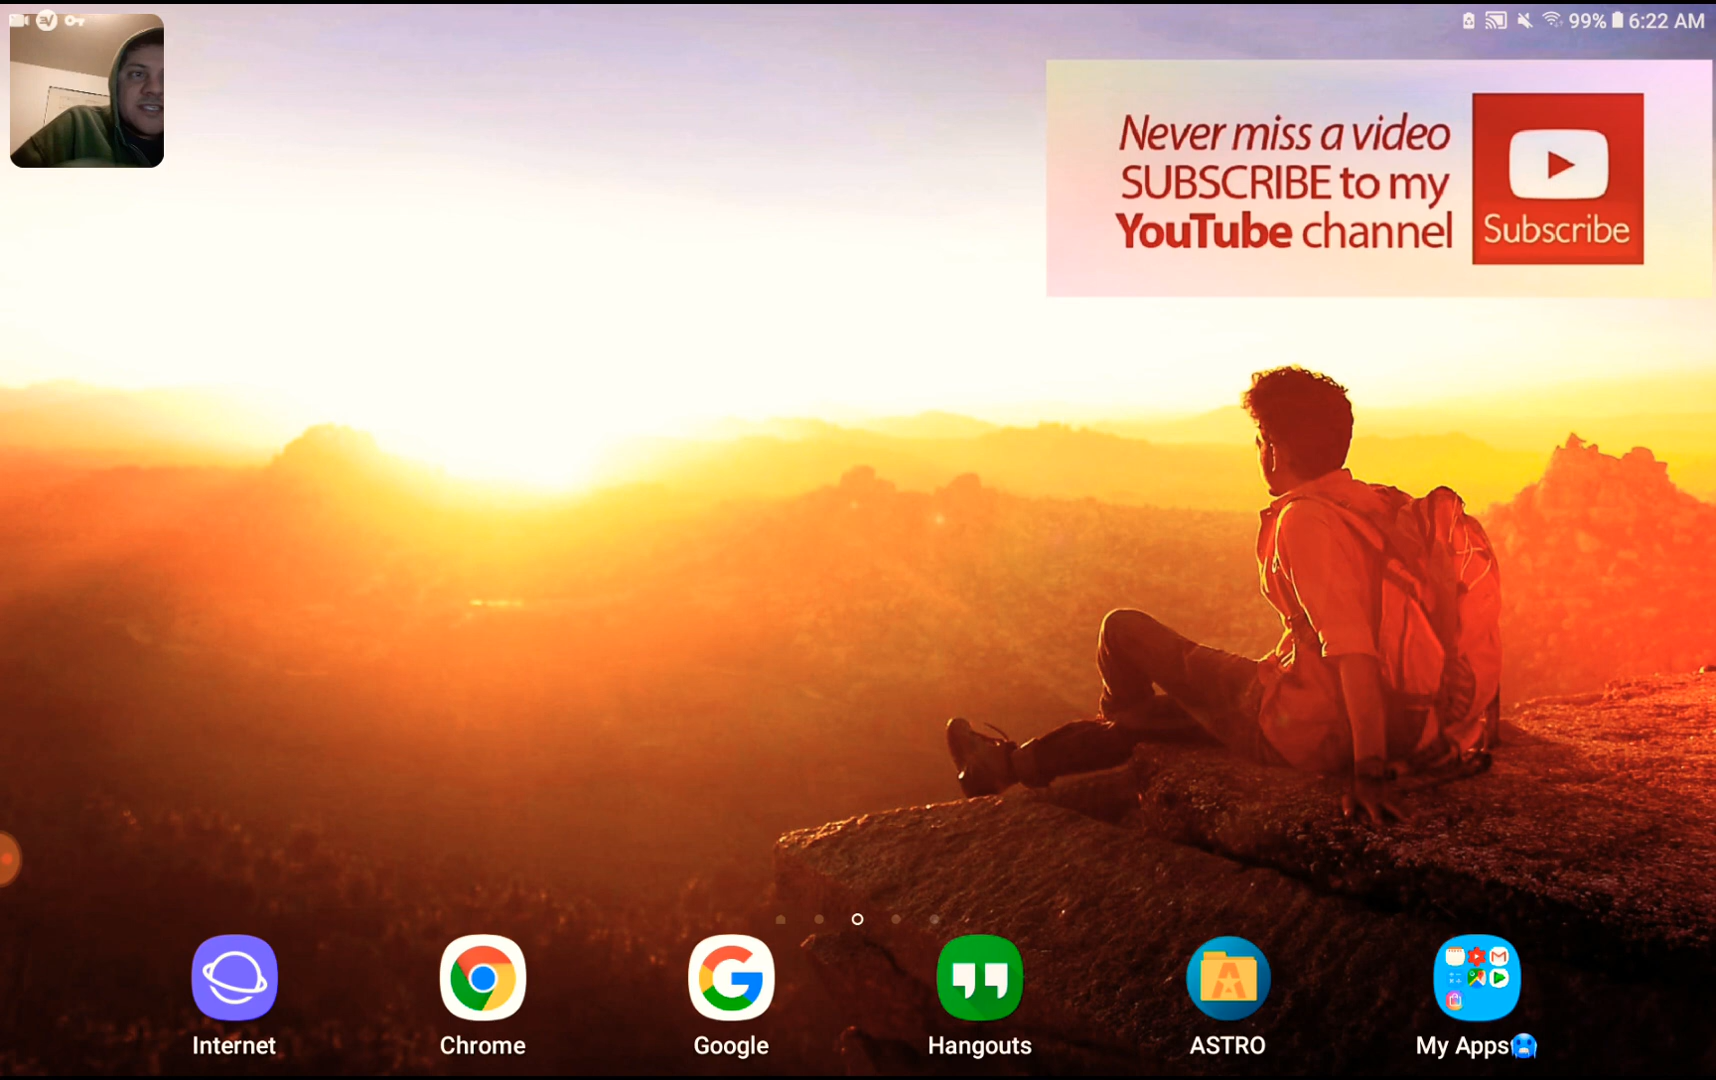 99% 6:22 AM
Never miss a video
SUBSCRIBE to my
YouTube channel
Subscribe
Internet
Chrome
Google
Hangouts
ASTRO
My Apps🥶